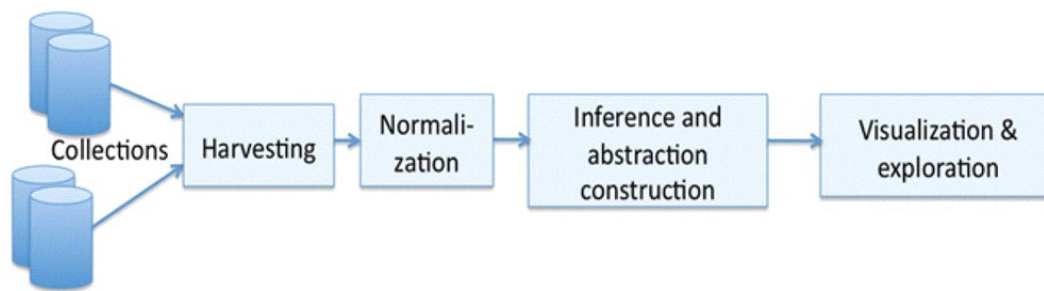 Collections
Harvesting
Normali-
zation
Inference and
abstraction
construction
Visualization &
exploration